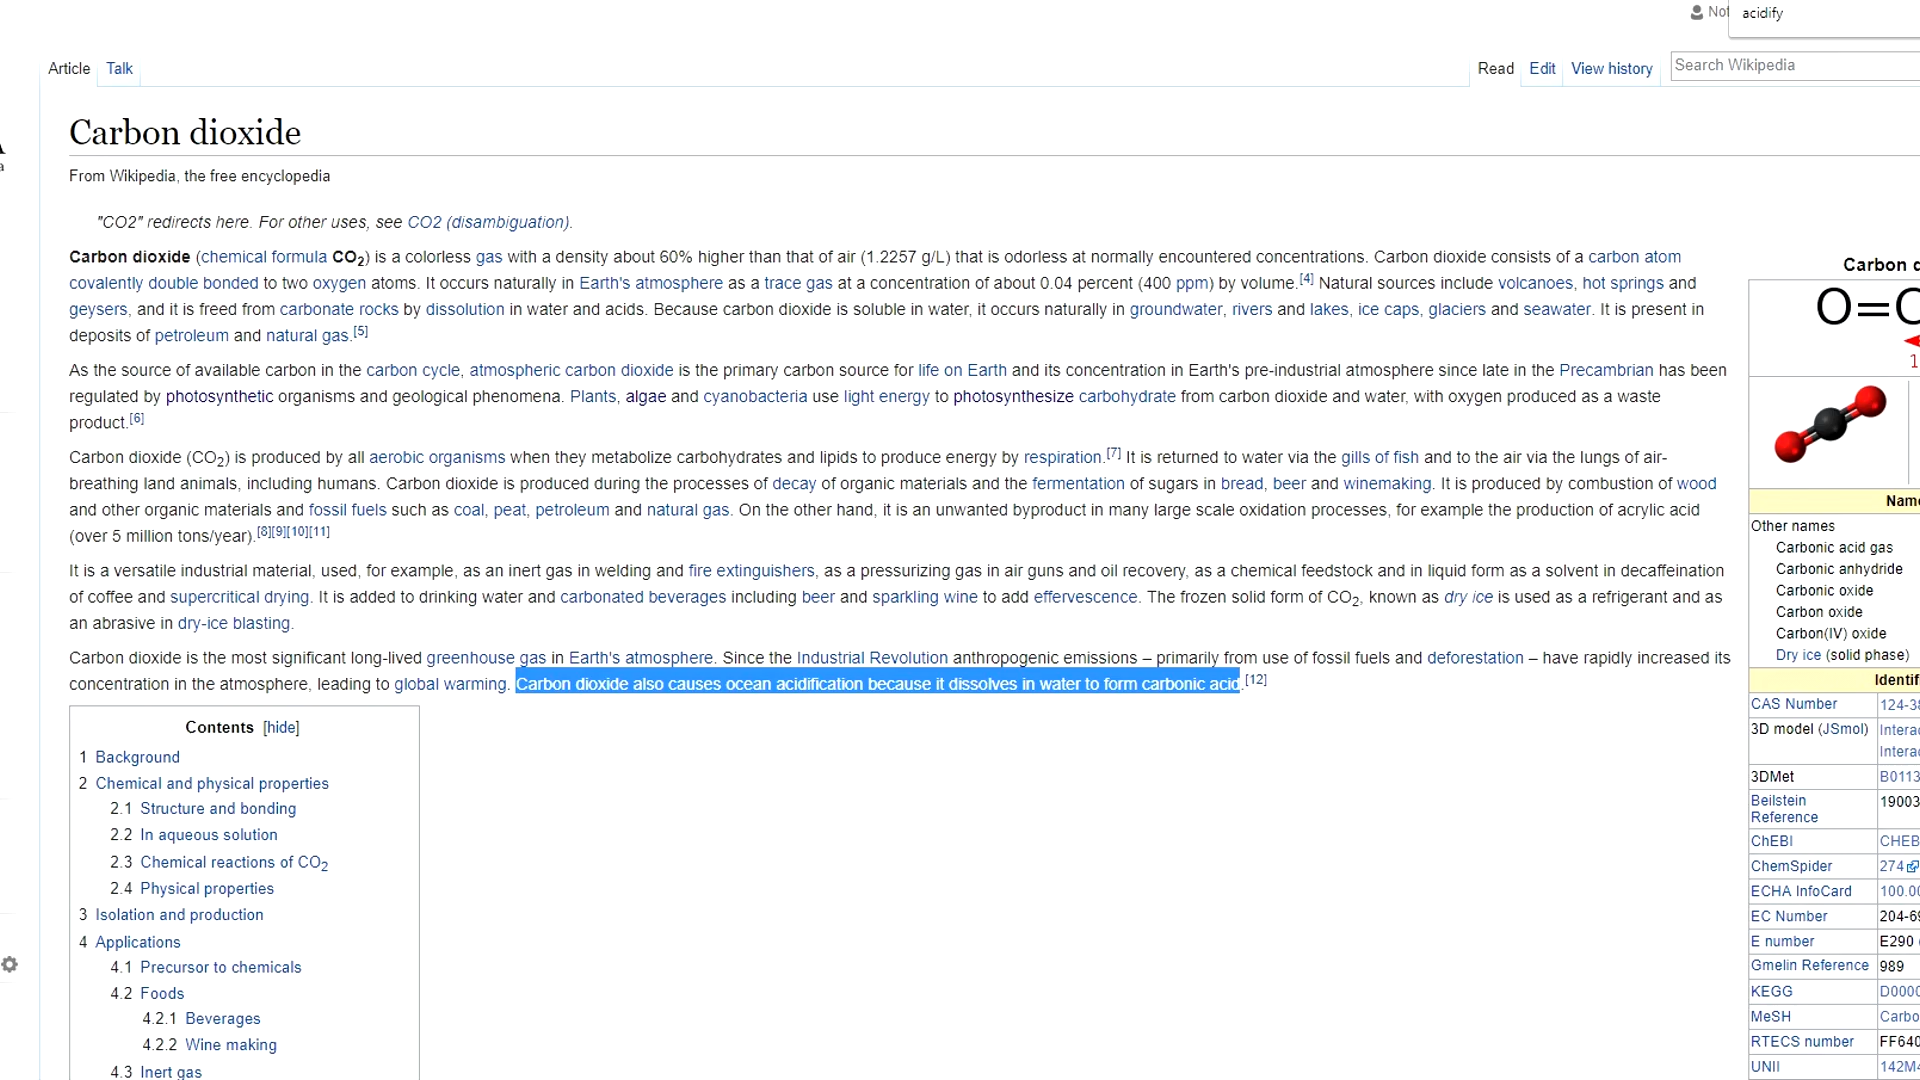 Not
acidify
Article Talk
Read Edit View history
Search Wikipedia
Carbon dioxide
From Wikipedia, the free encyclopedia
"CO2" redirects here. For other uses, see CO2 (disambiguation).
Carbon dioxide (chemical formula CO2) is a colorless gas with a density about 60% higher than that of air (1.2257 g/L) that is odorless at normally encountered concentrations. Carbon dioxide consists of a carbon atom
covalently double bonded to two oxygen atoms. It occurs naturally in Earth's atmosphere as a trace gas at a concentration of about 0.04 percent (400 ppm) by volume.[4] Natural sources include volcanoes, hot springs and
geysers, and it is freed from carbonate rocks by dissolution in water and acids. Because carbon dioxide is soluble in water, it occurs naturally in groundwater, rivers and lakes, ice caps, glaciers and seawater. It is present in
deposits of petroleum and natural gas.[5]
As the source of available carbon in the carbon cycle, atmospheric carbon dioxide is the primary carbon source for life on Earth and its concentration in Earth's pre-industrial atmosphere since late in the Precambrian has been
regulated by photosynthetic organisms and geological phenomena. Plants, algae and cyanobacteria use light energy to photosynthesize carbohydrate from carbon dioxide and water, with oxygen produced as a waste
product.[6]
Carbon dioxide (CO2) is produced by all aerobic organisms when they metabolize carbohydrates and lipids to produce energy by respiration.[7] It is returned to water via the gills of fish and to the air via the lungs of air-
breathing land animals, including humans. Carbon dioxide is produced during the processes of decay of organic materials and the fermentation of sugars in bread, beer and winemaking. It is produced by combustion of wood
and other organic materials and fossil fuels such as coal, peat, petroleum and natural gas. On the other hand, it is an unwanted byproduct in many large scale oxidation processes, for example the production of acrylic acid
(over 5 million tons/year).[8][9][10][11]
It is a versatile industrial material, used, for example, as an inert gas in welding and fire extinguishers, as a pressurizing gas in air guns and oil recovery, as a chemical feedstock and in liquid form as a solvent in decaffeination
of coffee and supercritical drying. It is added to drinking water and carbonated beverages including beer and sparkling wine to add effervescence. The frozen solid form of CO2, known as dry ice is used as a refrigerant and as
an abrasive in dry-ice blasting.
Carbon dioxide is the most significant long-lived greenhouse gas in Earth's atmosphere. Since the Industrial Revolution anthropogenic emissions – primarily from use of fossil fuels and deforestation – have rapidly increased its
concentration in the atmosphere, leading to global warming. Carbon dioxide also causes ocean acidification because it dissolves in water to form carbonic acid.[12]
Contents [hide]
1 Background
2 Chemical and physical properties
2.1 Structure and bonding
2.2 In aqueous solution
2.3 Chemical reactions of CO2
2.4 Physical properties
3 Isolation and production
4 Applications
4.1 Precursor to chemicals
4.2 Foods
4.2.1 Beverages
4.2.2 Wine making
4.3 Inert gas
Carbon
O=C
1
Name
Other names
Carbonic acid gas
Carbonic anhydride
Carbonic oxide
Carbon oxide
Carbon(IV) oxide
Dry ice (solid phase)
Identif
CAS Number 124-38
3D model (JSmol) Intera
Intera
3DMet B0113
Beilstein
Reference 19003
ChEBI CHEB
ChemSpider 274
ECHA InfoCard 100.00
EC Number 204-69
E number E290
Gmelin Reference 989
KEGG D000
MeSH Carbo
RTECS number FF640
UNII 142M